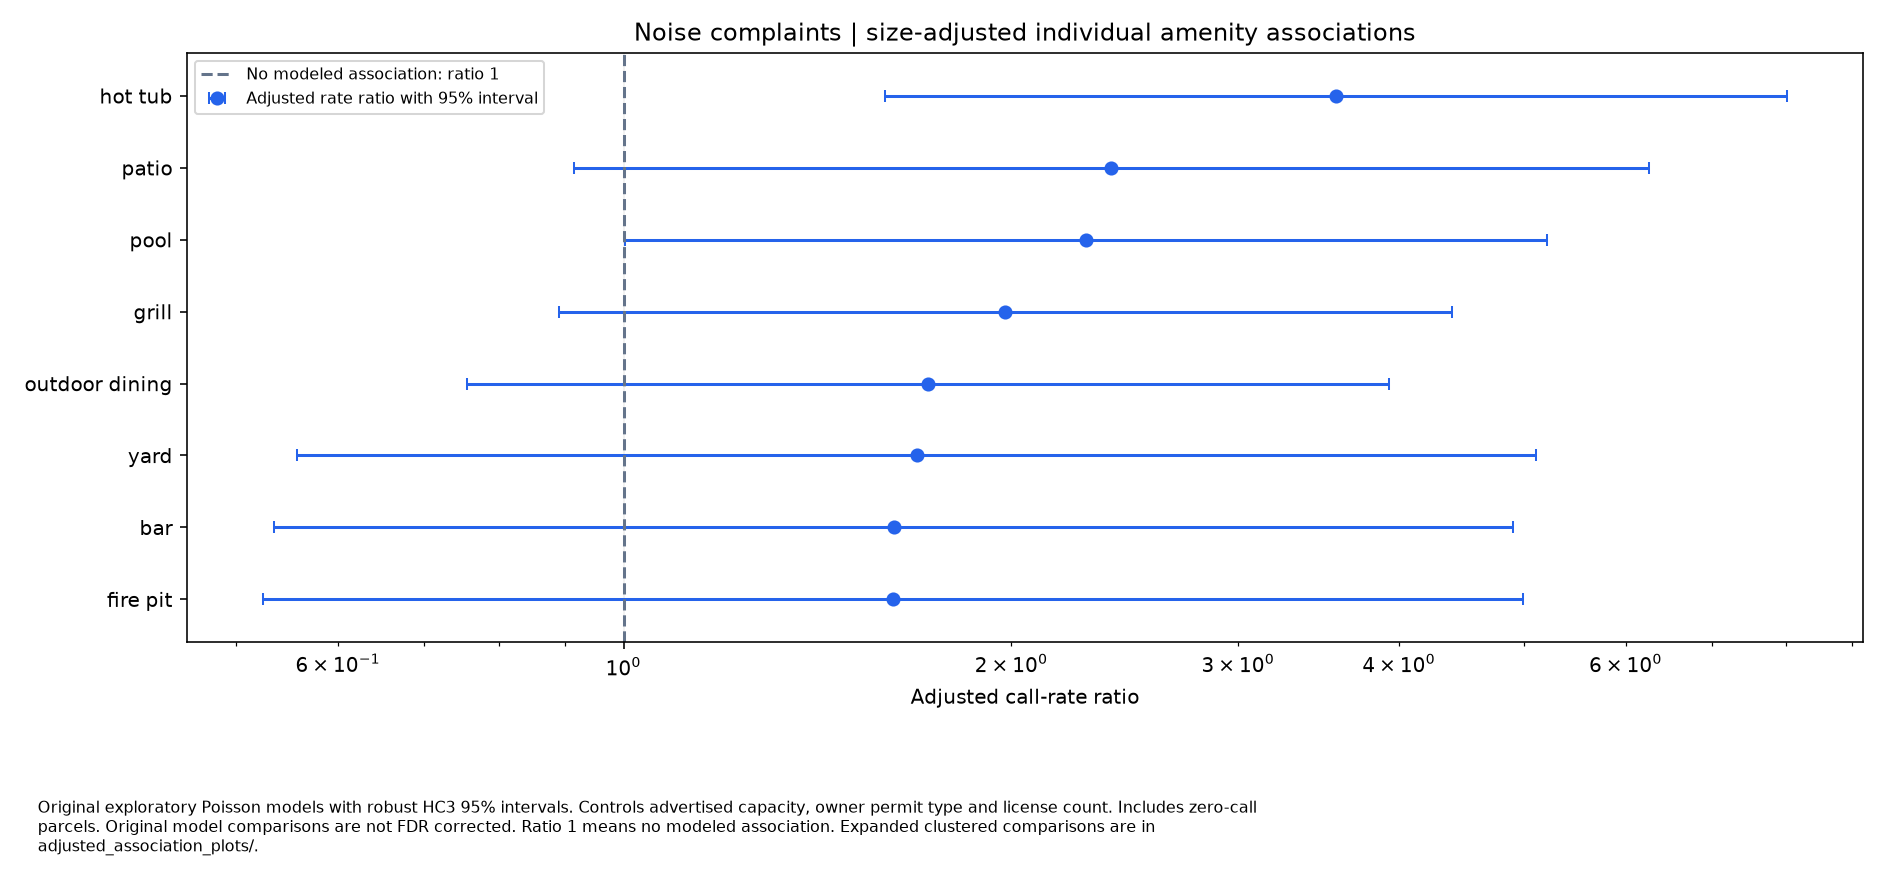 Noise complaints | size-adjusted individual amenity associations
No modeled association: ratio 1
Adjusted rate ratio with 95% interval
hot tub
patio
pool
grill
outdoor dining
yard
bar
fire pit
6 × 10⁻¹
10⁰
2 × 10⁰
3 × 10⁰
4 × 10⁰
6 × 10⁰
Adjusted call-rate ratio
Original exploratory Poisson models with robust HC3 95% intervals. Controls advertised capacity, owner permit type and license count. Includes zero-call
parcels. Original model comparisons are not FDR corrected. Ratio 1 means no modeled association. Expanded clustered comparisons are in
adjusted_association_plots/.